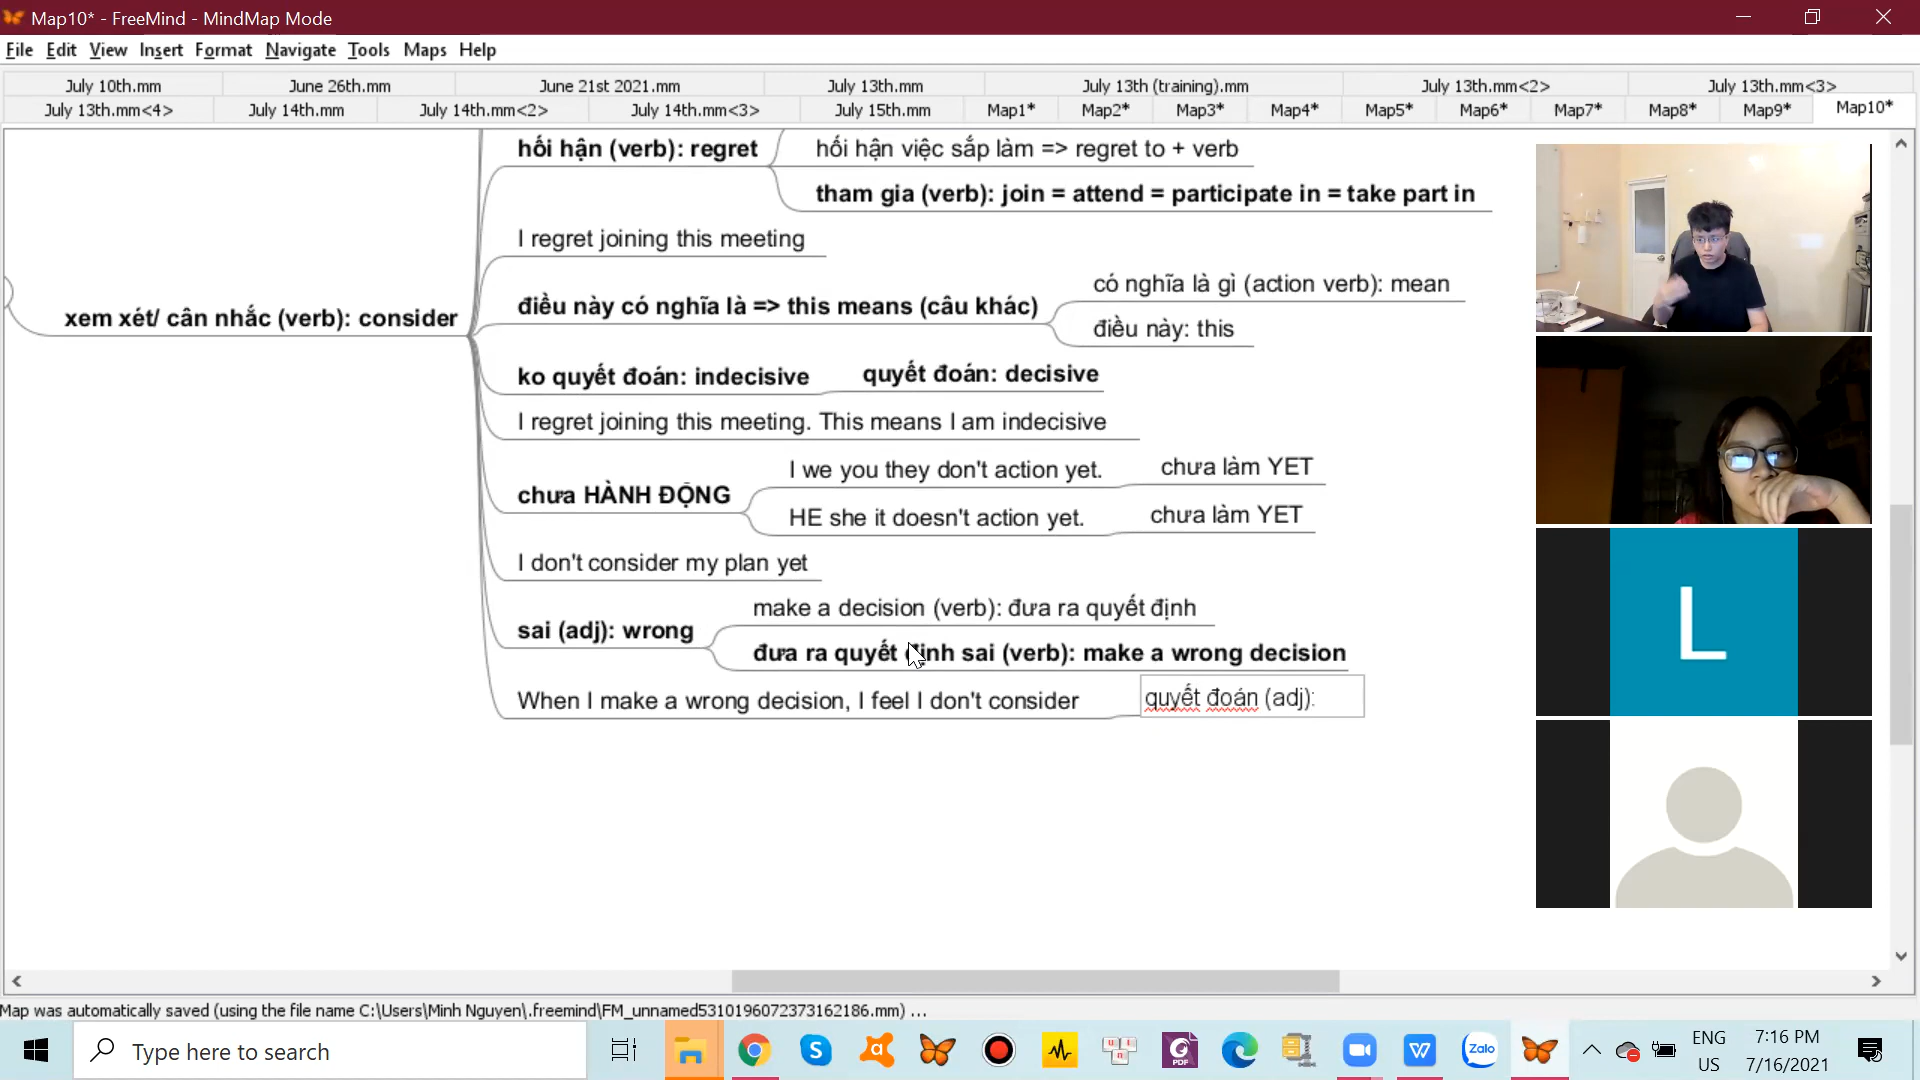 Map10* - FreeMind - MindMap Mode
File Edit View Insert Format Navigate Tools Maps Help
July 10th.mm June 26th.mm June 21st 2021.mm July 13th.mm July 13th (training).mm July 13th.mm<2> July 13th.mm<3>
July 13th.mm<4> July 14th.mm July 14th.mm<2> July 14th.mm<3> July 15th.mm Map1* Map2* Map3* Map4* Map5* Map6* Map7* Map8* Map9* Map10*
hối hận (verb): regret
hối hận việc sắp làm => regret to + verb
tham gia (verb): join = attend = participate in = take part in
I regret joining this meeting
xem xét/ cân nhắc (verb): consider
điều này có nghĩa là => this means (câu khác)
có nghĩa là gì (action verb): mean
điều này: this
ko quyết đoán: indecisive
quyết đoán: decisive
I regret joining this meeting. This means I am indecisive
chưa HÀNH ĐỘNG
I we you they don't action yet.
chưa làm YET
HE she it doesn't action yet.
chưa làm YET
I don't consider my plan yet
sai (adj): wrong
make a decision (verb): đưa ra quyết định
đưa ra quyết định sai (verb): make a wrong decision
When I make a wrong decision, I feel I don't consider
quyết đoán (adj):
L
Map was automatically saved (using the file name C:\Users\Minh Nguyen\.freemind\FM_unnamed5310196072373162186.mm) ...
Type here to search
PDF
Zalo
ENG
US
7:16 PM
7/16/2021